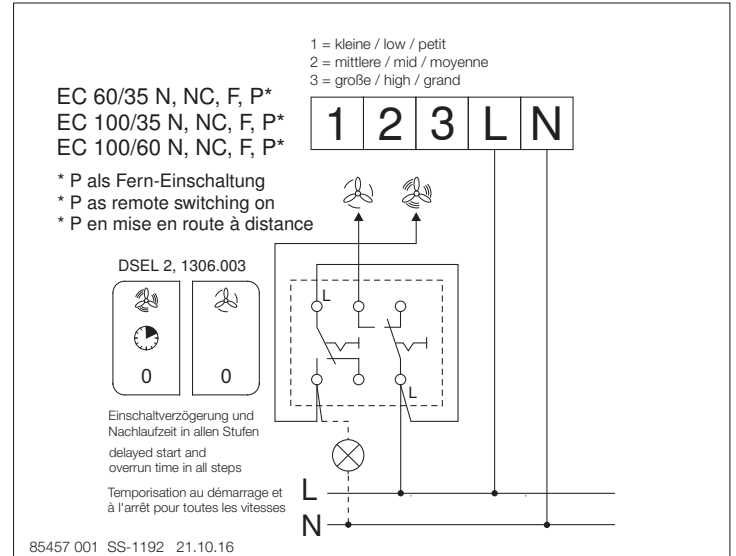 1 = kleine / low / petit
2 = mittlere / mid / moyenne
3 = große / high / grand
EC 60/35 N, NC, F, P*
EC 100/35 N, NC, F, P*
EC 100/60 N, NC, F, P*
1 2 3 L N
* P als Fern-Einschaltung
* P as remote switching on
* P en mise en route à distance
DSEL 2, 1306.003
L
0 0
L
Einschaltverzögerung und
Nachlaufzeit in allen Stufen
delayed start and
overrun time in all steps
Temporisation au démarrage et
à l'arrêt pour toutes les vitesses
L
N
85457 001 SS-1192 21.10.16